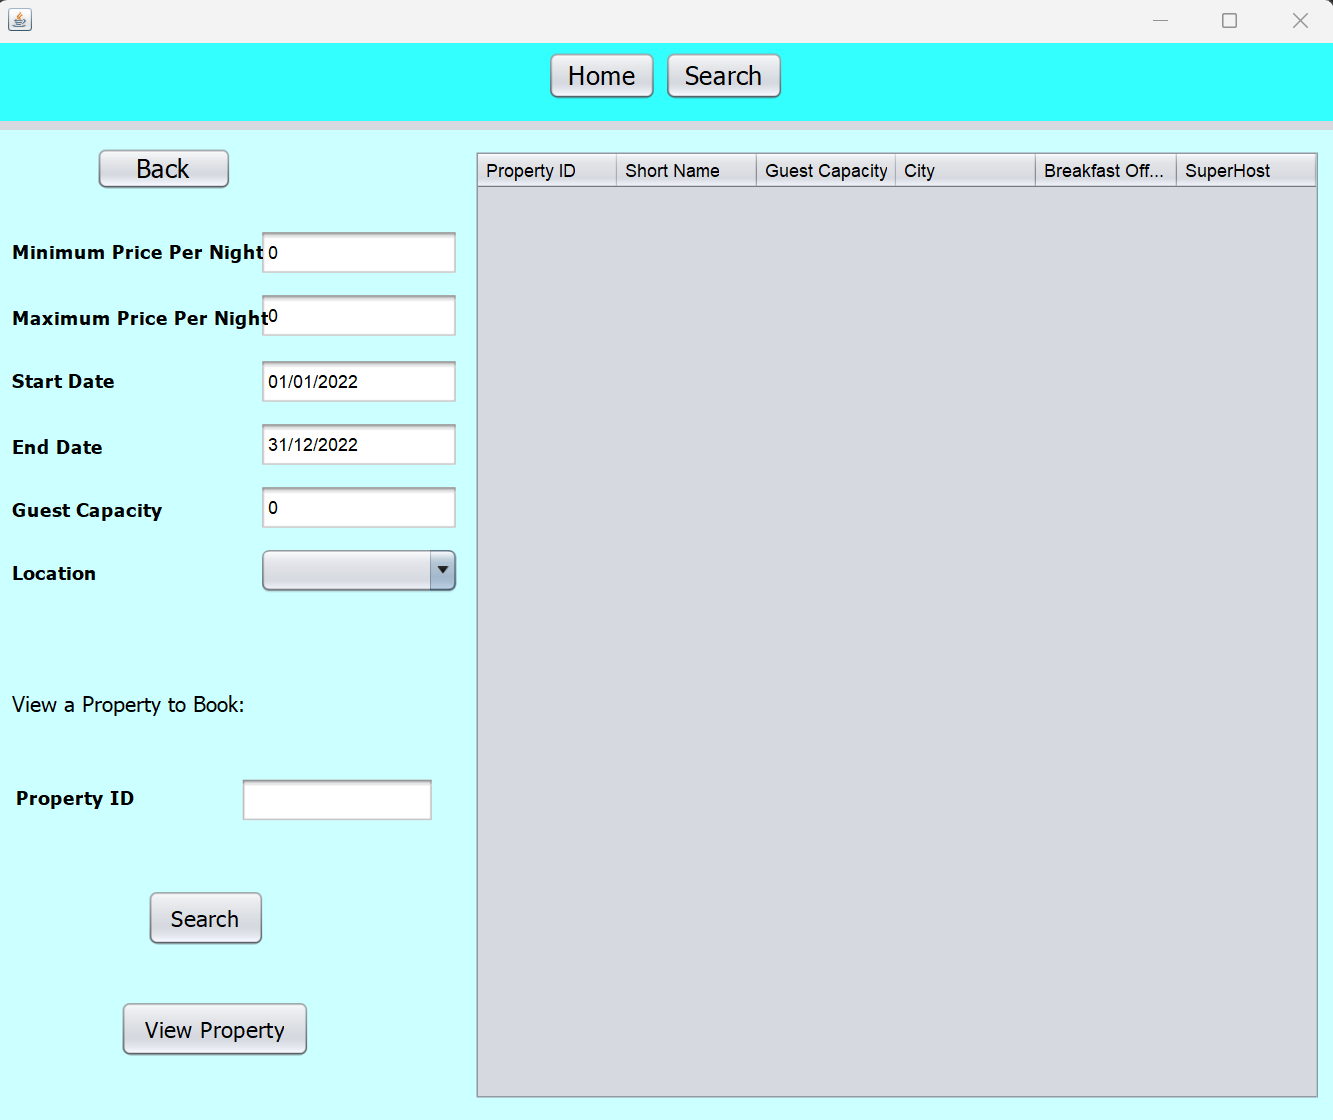 Home Search
Back
Property ID Short Name Guest Capacity City Breakfast Off... SuperHost
Minimum Price Per Night 0
Maximum Price Per Night 0
Start Date 01/01/2022
End Date 31/12/2022
Guest Capacity 0
Location
View a Property to Book:
Property ID
Search
View Property